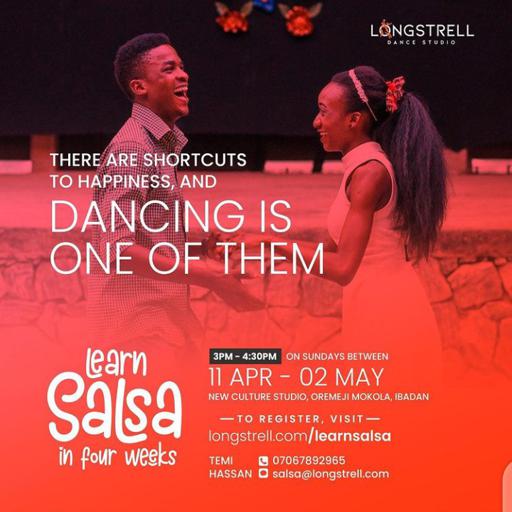 LONGSTRELL
DANCE STUDIO
THERE ARE SHORTCUTS
TO HAPPINESS, AND
DANCING IS
ONE OF THEM
learn
Salsa
in four weeks
3PM - 4:30PM ON SUNDAYS BETWEEN
11 APR - 02 MAY
NEW CULTURE STUDIO, OREMEJI MOKOLA, IBADAN
TO REGISTER, VISIT
longstrell.com/learnsalsa
TEMI 07067892965
HASSAN salsa@longstrell.com